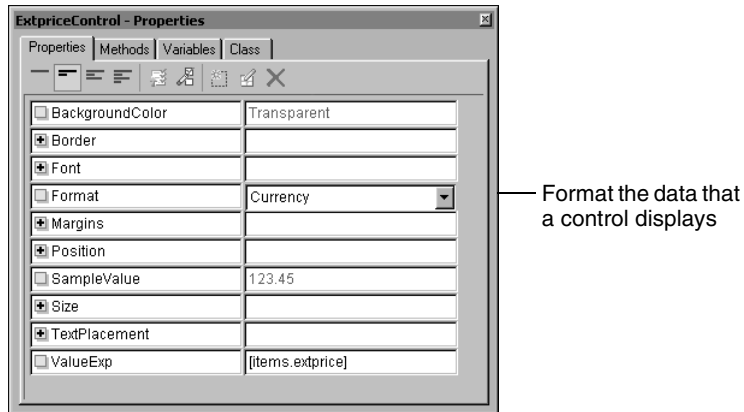 ExtpriceControl - Properties
Properties Methods Variables Class
BackgroundColor Transparent
Border
Font
Format Currency
Format the data that
a control displays
Margins
Position
SampleValue 123.45
Size
TextPlacement
ValueExp [items.extprice]